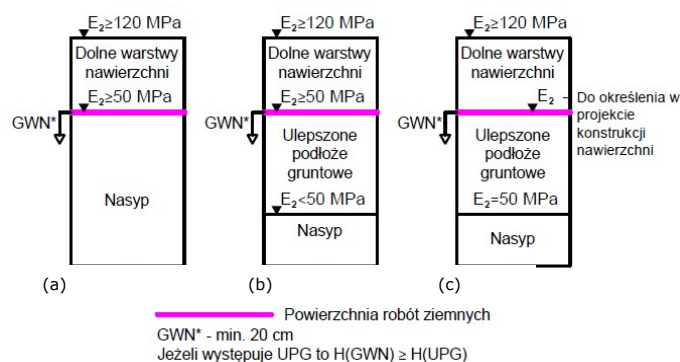 E₂≥120 MPa
Dolne warstwy
nawierzchni
E₂≥50 MPa
GWN*
Nasyp
(a)
E₂≥120 MPa
Dolne warstwy
nawierzchni
E₂≥50 MPa
GWN*
Ulepszone
podłoże
gruntowe
E₂<50 MPa
Nasyp
(b)
E₂≥120 MPa
Dolne warstwy
nawierzchni
E₂ - Do określenia w
projekcie
konstrukcji
nawierzchni
GWN*
Ulepszone
podłoże
gruntowe
E₂=50 MPa
Nasyp
(c)
Powierzchnia robót ziemnych
GWN* - min. 20 cm
Jeżeli występuje UPG to H(GWN) ≥ H(UPG)